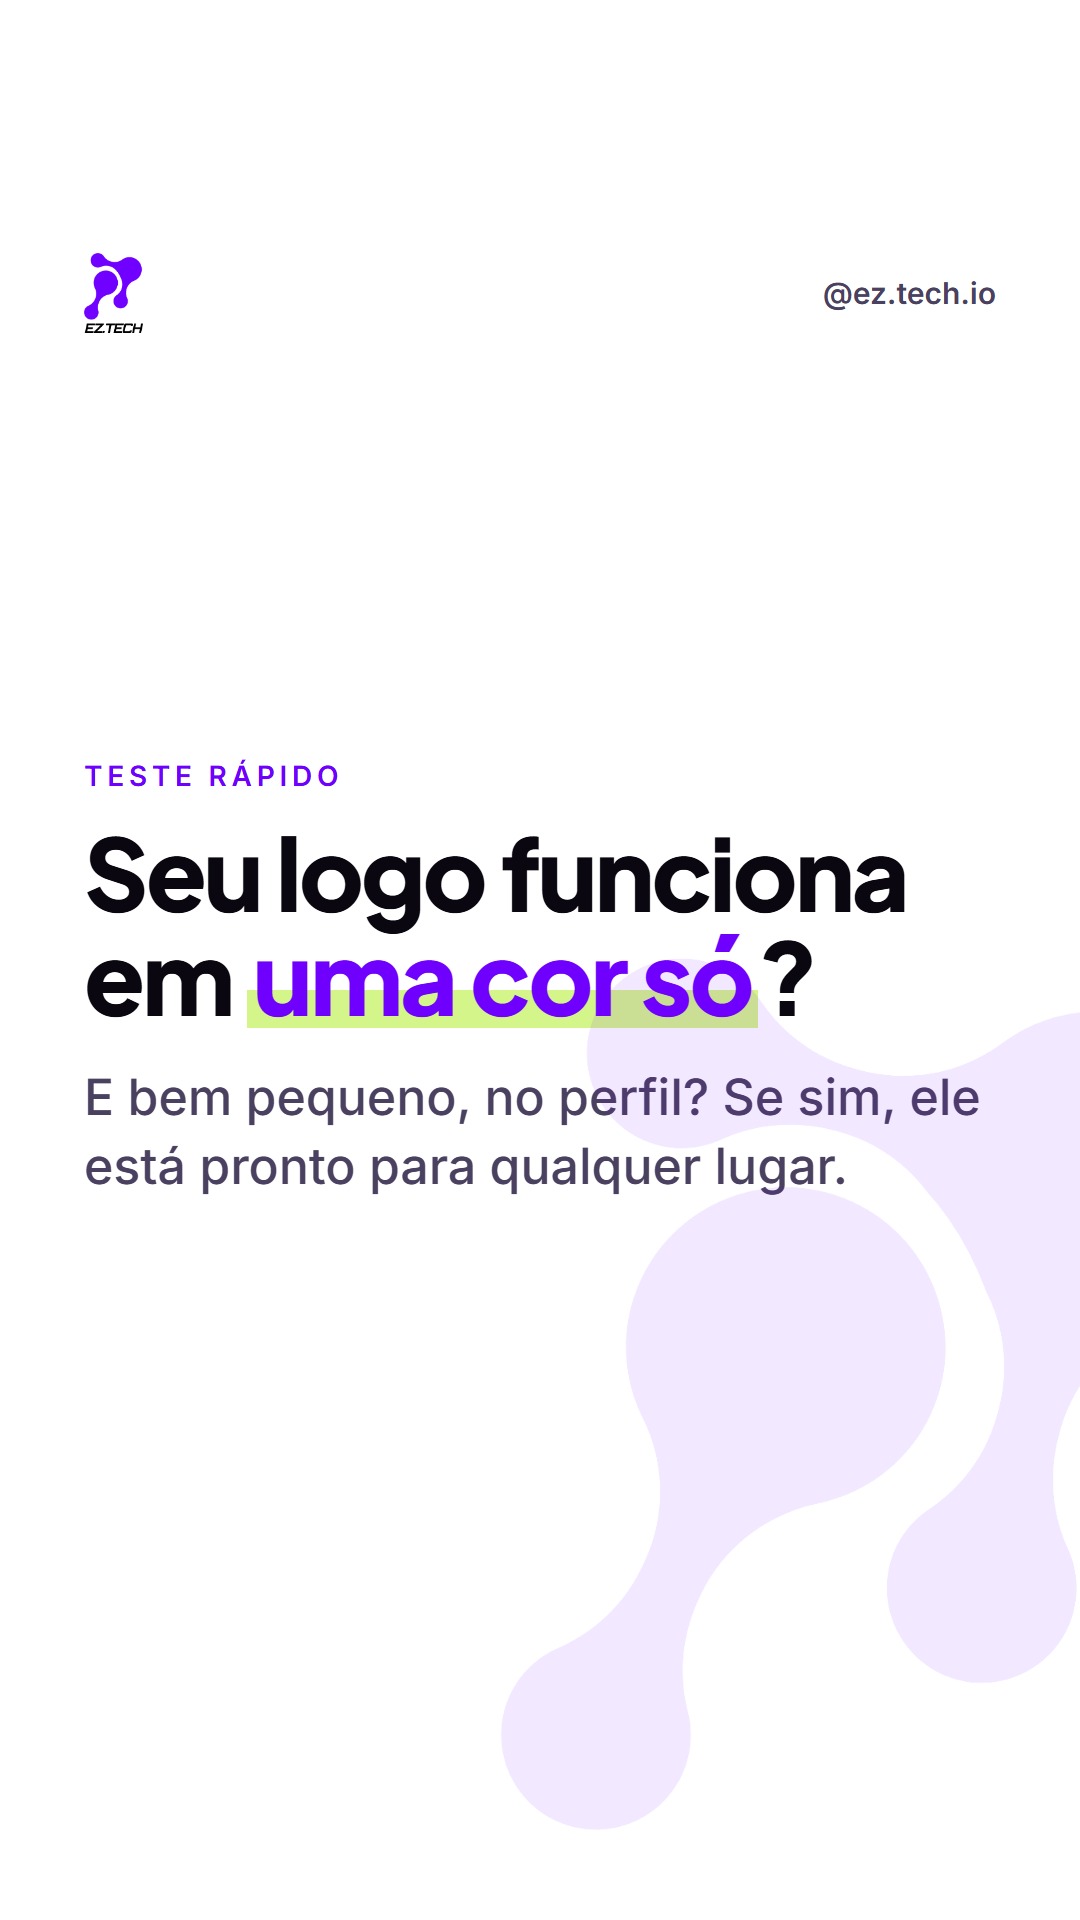 EZ.TECH
@ez.tech.io
TESTE RÁPIDO
Seu logo funciona
em uma cor só?
E bem pequeno, no perfil? Se sim, ele
está pronto para qualquer lugar.